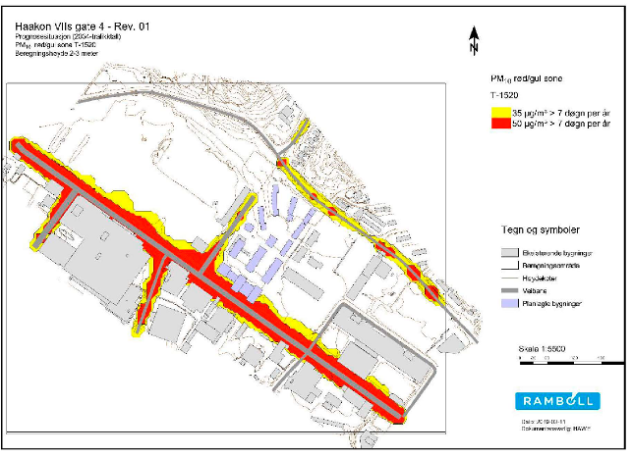 Haakon VIIs gate 4 - Rev. 01
Prognosesituasjon (2034-trafikktall)
PM₁₀ rød/gul sone T-1520
Beregningshøyde 2-3 meter
N
PM₁₀ rød/gul sone
T-1520
35 µg/m³ > 7 døgn per år
50 µg/m³ > 7 døgn per år
Tegn og symboler
Eksisterende bygninger
Beregningsområde
Høydekoter
Veibane
Planlagte bygninger
Skala 1:5500
RAMBOLL